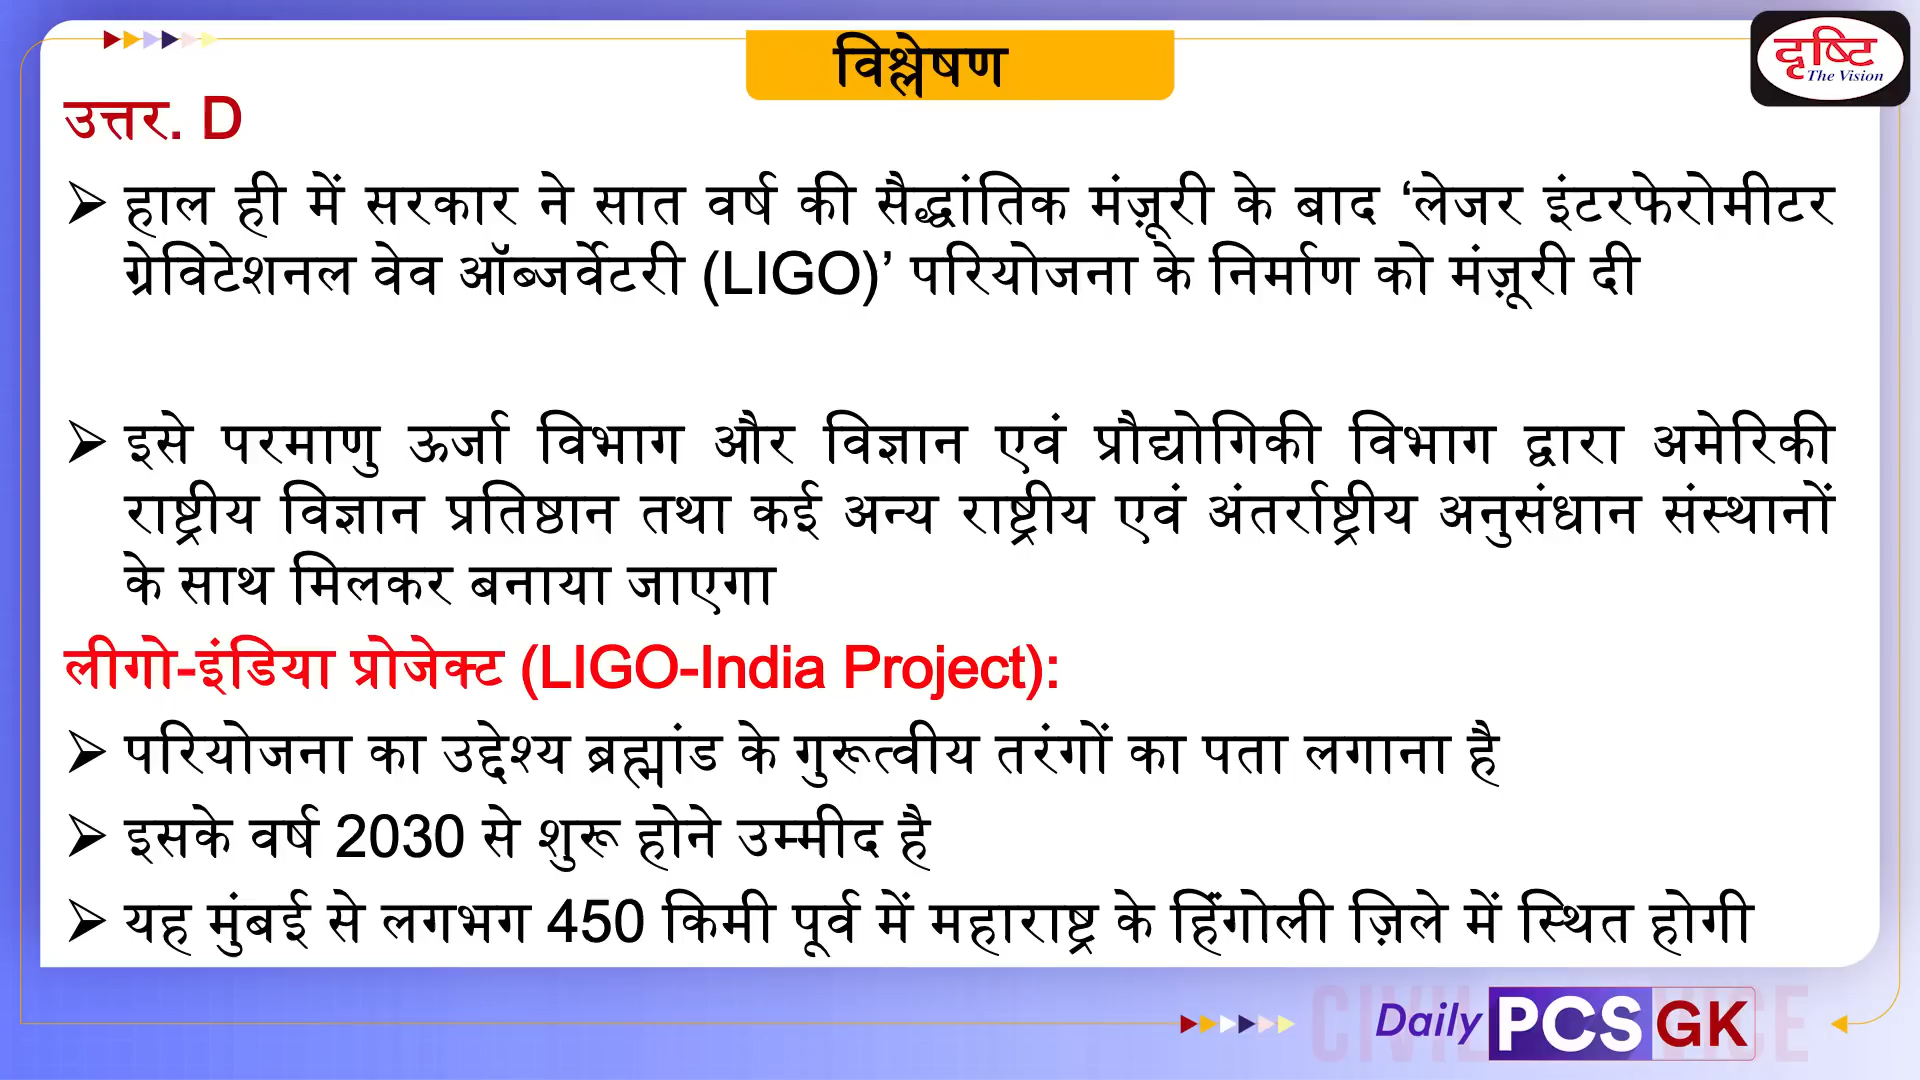 विश्लेषण
दृष्टि
The Vision
उत्तर. D
➢ हाल ही में सरकार ने सात वर्ष की सैद्धांतिक मंज़ूरी के बाद ‘लेजर इंटरफेरोमीटर
ग्रेविटेशनल वेव ऑब्जर्वेटरी (LIGO)’ परियोजना के निर्माण को मंज़ूरी दी
➢ इसे परमाणु ऊर्जा विभाग और विज्ञान एवं प्रौद्योगिकी विभाग द्वारा अमेरिकी
राष्ट्रीय विज्ञान प्रतिष्ठान तथा कई अन्य राष्ट्रीय एवं अंतर्राष्ट्रीय अनुसंधान संस्थानों
के साथ मिलकर बनाया जाएगा
लीगो-इंडिया प्रोजेक्ट (LIGO-India Project):
➢ परियोजना का उद्देश्य ब्रह्मांड के गुरूत्वीय तरंगों का पता लगाना है
➢ इसके वर्ष 2030 से शुरू होने उम्मीद है
➢ यह मुंबई से लगभग 450 किमी पूर्व में महाराष्ट्र के हिंगोली ज़िले में स्थित होगी
Daily PCS GK